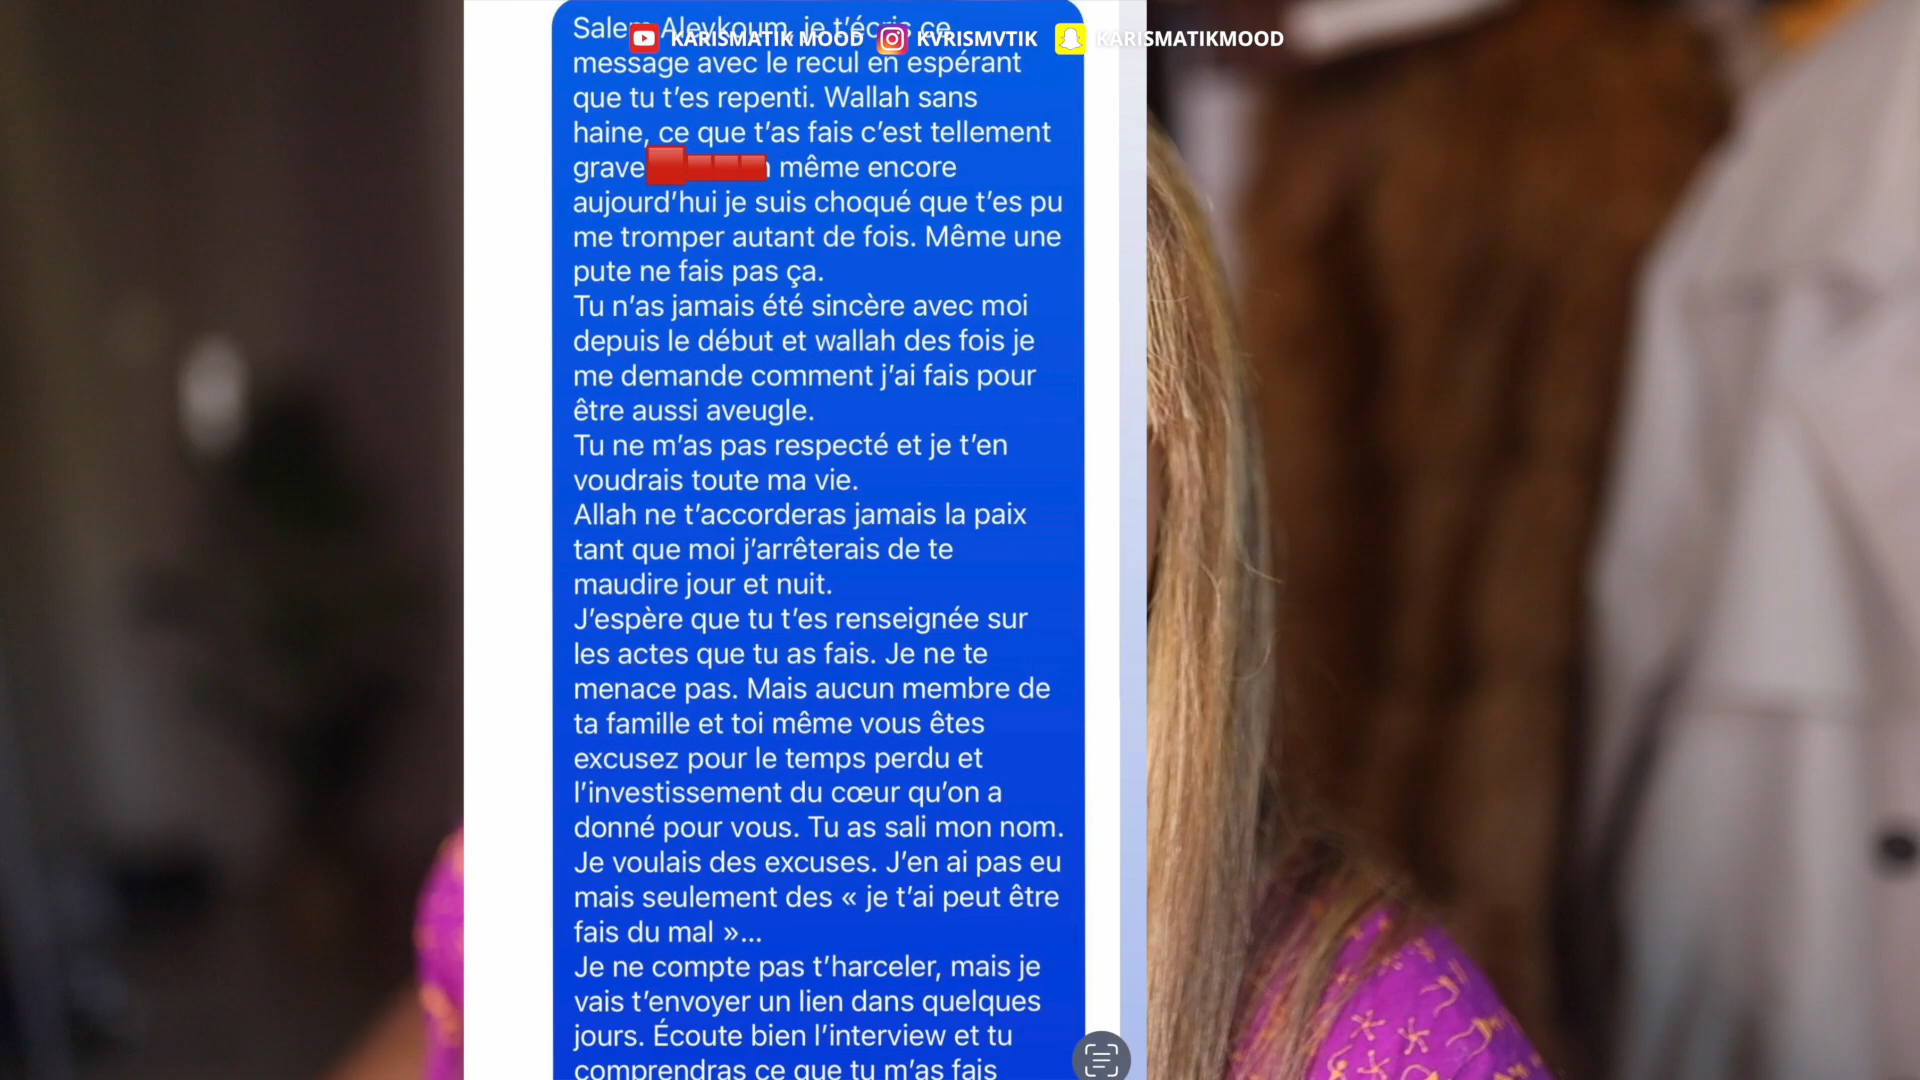 KARISMATIK MOOD KVRISMVTIK KARISMATIKMOOD
Salem Aleykoum, je t’écris ce
message avec le recul en espérant
que tu t’es repenti. Wallah sans
haine, ce que t’as fais c’est tellement
grave même encore
aujourd’hui je suis choqué que t’es pu
me tromper autant de fois. Même une
pute ne fais pas ça.
Tu n’as jamais été sincère avec moi
depuis le début et wallah des fois je
me demande comment j’ai fais pour
être aussi aveugle.
Tu ne m’as pas respecté et je t’en
voudrais toute ma vie.
Allah ne t’accorderas jamais la paix
tant que moi j’arrêterais de te
maudire jour et nuit.
J’espère que tu t’es renseignée sur
les actes que tu as fais. Je ne te
menace pas. Mais aucun membre de
ta famille et toi même vous êtes
excusez pour le temps perdu et
l’investissement du cœur qu’on a
donné pour vous. Tu as sali mon nom.
Je voulais des excuses. J’en ai pas eu
mais seulement des « je t’ai peut être
fais du mal »...
Je ne compte pas t’harceler, mais je
vais t’envoyer un lien dans quelques
jours. Écoute bien l’interview et tu
comprendras ce que tu m’as fais